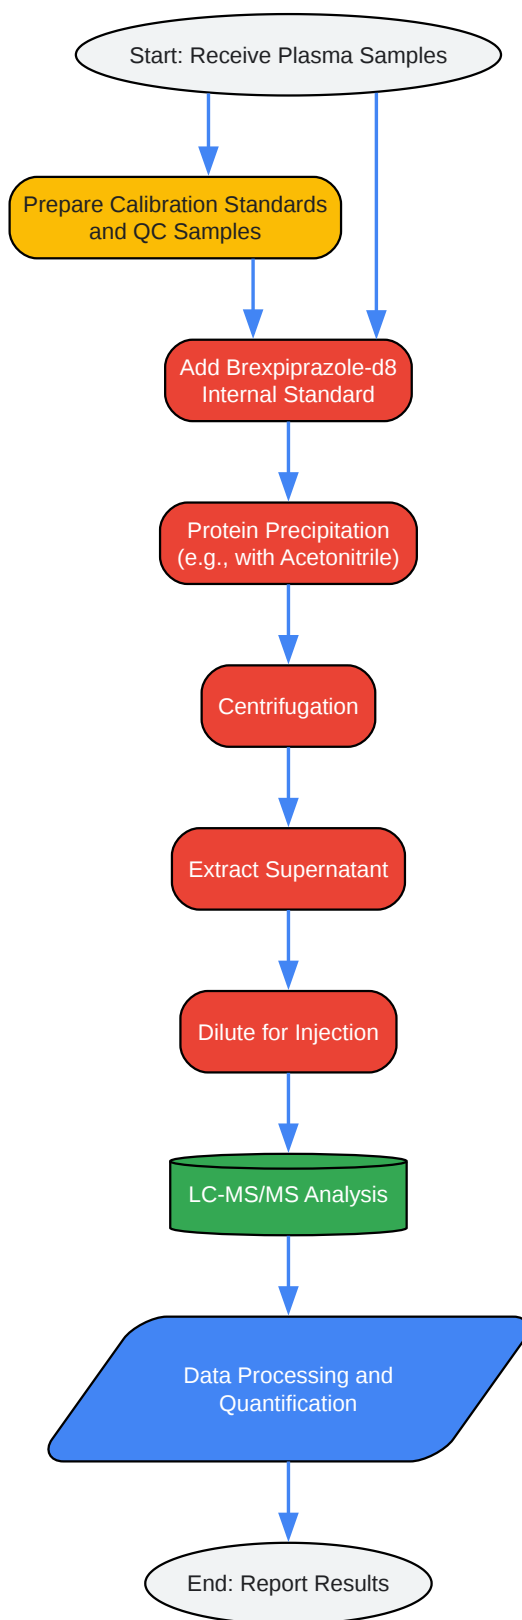 Start: Receive Plasma Samples
Prepare Calibration Standards
and QC Samples
Add Brexpiprazole-d8
Internal Standard
Protein Precipitation
(e.g., with Acetonitrile)
Centrifugation
Extract Supernatant
Dilute for Injection
LC-MS/MS Analysis
Data Processing and
Quantification
End: Report Results